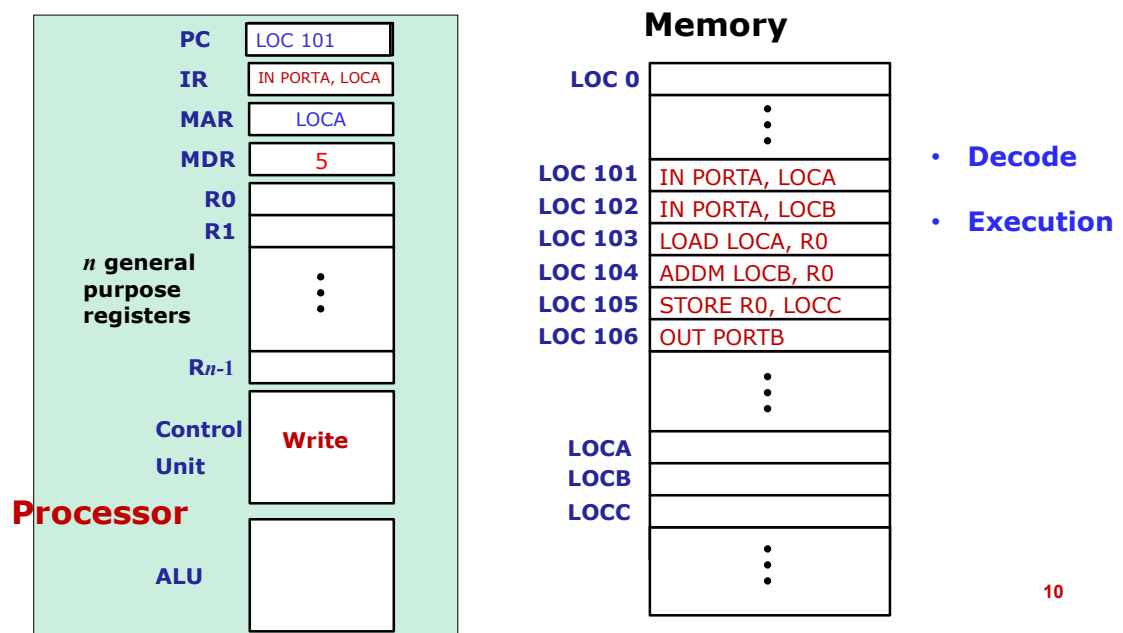 PC
LOC 101
IR
IN PORTA, LOCA
MAR
LOCA
MDR
5
R0
R1
n general
purpose
registers
Rn-1
Control
Unit
Write
Processor
ALU
Memory
LOC 0
LOC 101
IN PORTA, LOCA
LOC 102
IN PORTA, LOCB
LOC 103
LOAD LOCA, R0
LOC 104
ADDM LOCB, R0
LOC 105
STORE R0, LOCC
LOC 106
OUT PORTB
LOCA
LOCB
LOCC
• Decode
• Execution
10